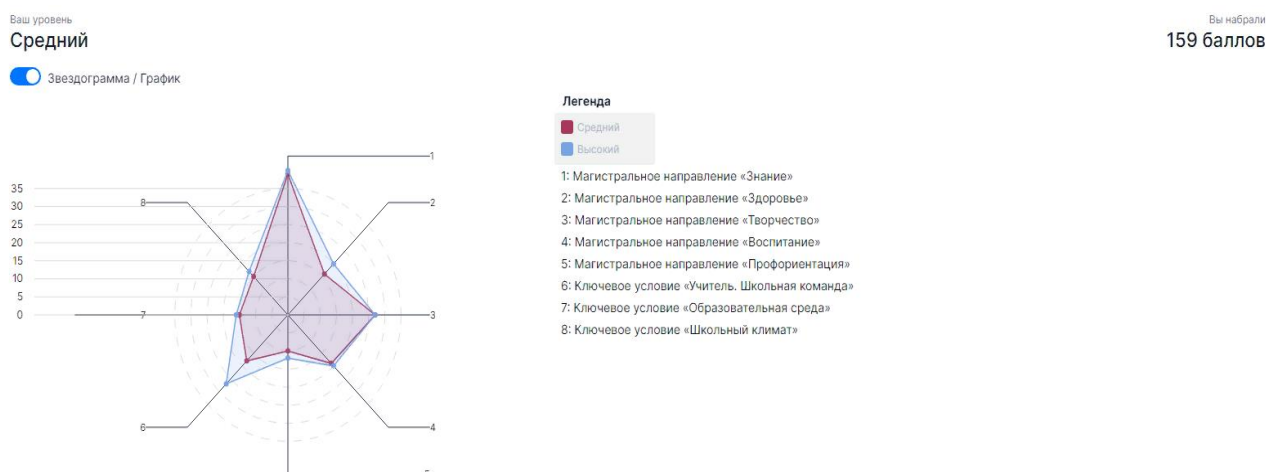 Ваш уровень
Средний
Вы набрали
159 баллов
Звездограмма / График
Легенда
Средний
Высокий
1: Магистральное направление «Знание»
2: Магистральное направление «Здоровье»
3: Магистральное направление «Творчество»
4: Магистральное направление «Воспитание»
5: Магистральное направление «Профориентация»
6: Ключевое условие «Учитель. Школьная команда»
7: Ключевое условие «Образовательная среда»
8: Ключевое условие «Школьный климат»
1
35
30
8
2
25
20
15
10
5
0
7
3
6
4